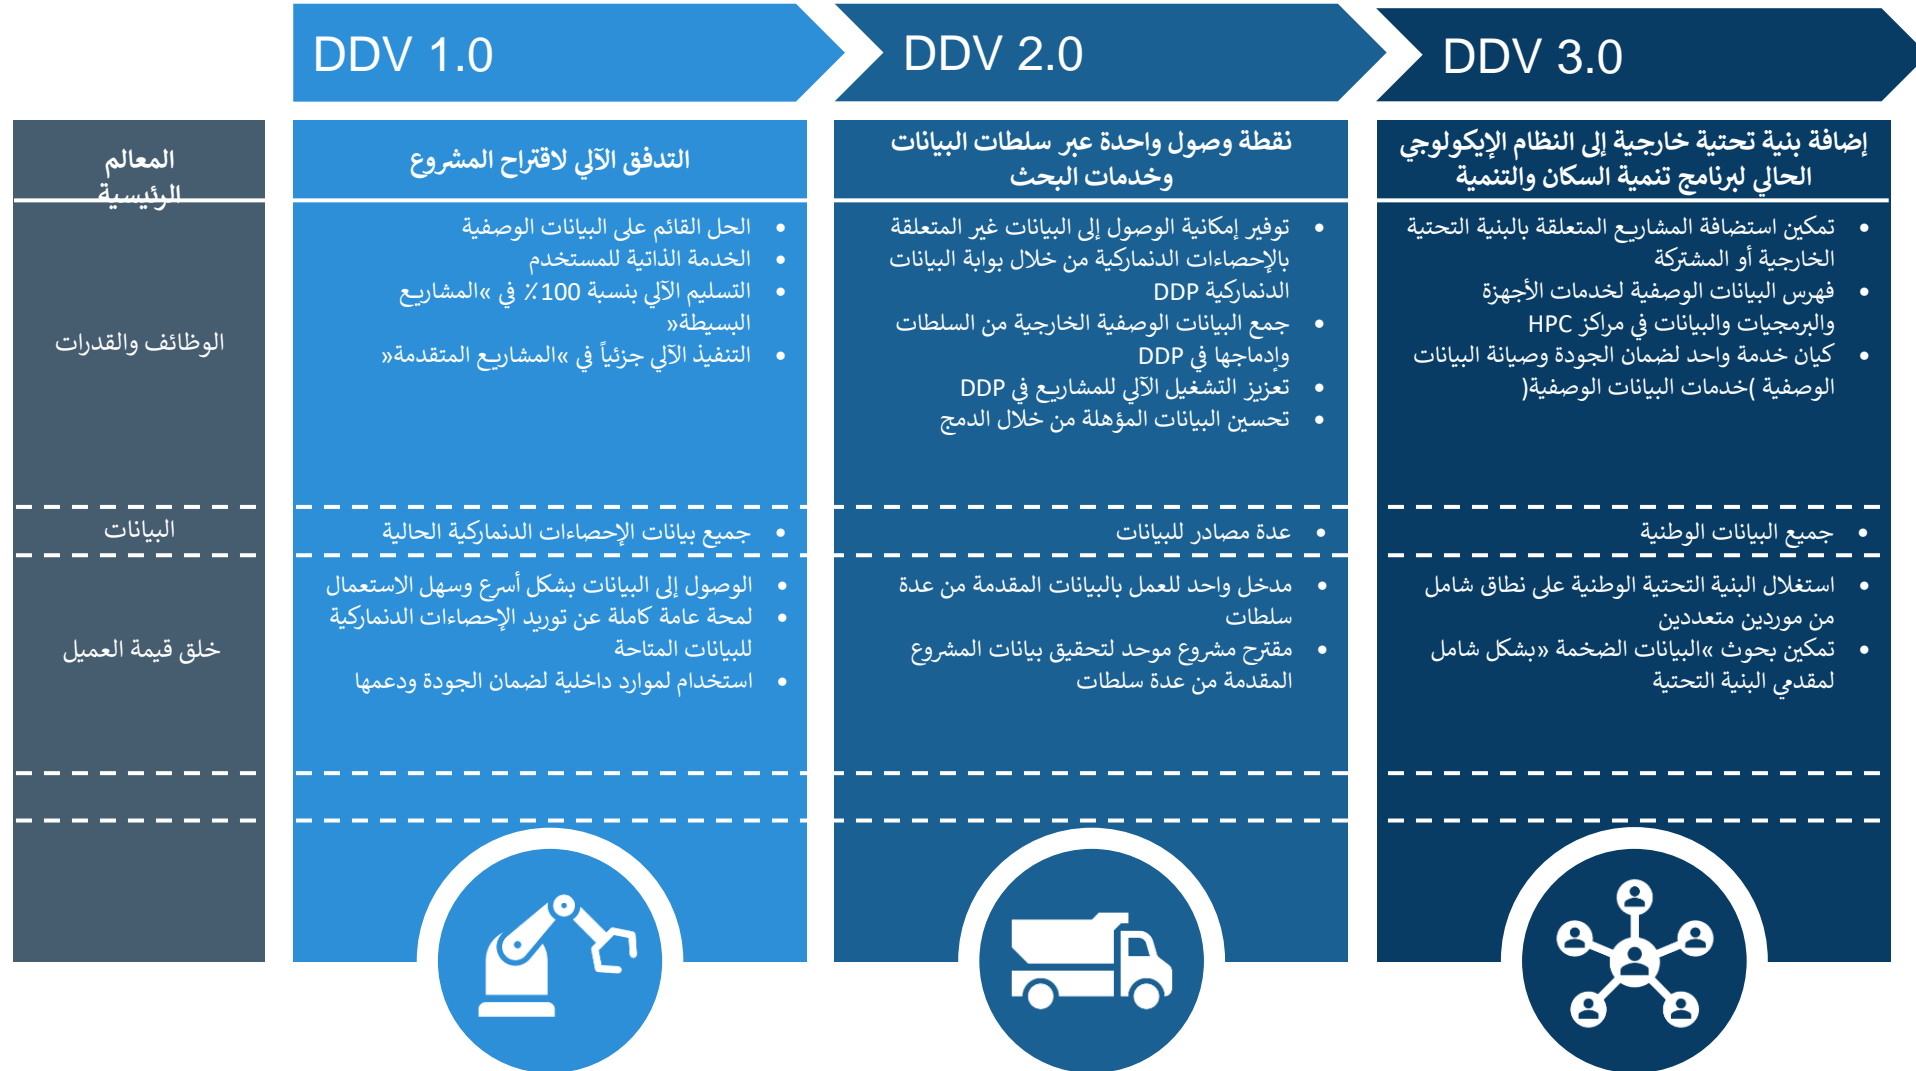 DDV 1.0
DDV 2.0
DDV 3.0
المعالم
الرئيسية
الوظائف والقدرات
البيانات
خلق قيمة العميل
التدفق الآلي لاقتراح المشروع
• الحل القائم على البيانات الوصفية
• الخدمة الذاتية للمستخدم
• التسليم الآلي بنسبة 100٪ في »المشاريع
البسيطة«
• التنفيذ الآلي جزئياً في »المشاريع المتقدمة«
• جميع بيانات الإحصاءات الدنماركية الحالية
• الوصول إلى البيانات بشكل أسرع وسهل الاستعمال
• لمحة عامة كاملة عن توريد الإحصاءات الدنماركية
للبيانات المتاحة
• استخدام لموارد داخلية لضمان الجودة ودعمها
نقطة وصول واحدة عبر سلطات البيانات
وخدمات البحث
• توفير إمكانية الوصول إلى البيانات غير المتعلقة
بالإحصاءات الدنماركية من خلال بوابة البيانات
الدنماركية DDP
• جمع البيانات الوصفية الخارجية من السلطات
وإدماجها في DDP
• تعزيز التشغيل الآلي للمشاريع في DDP
• تحسين البيانات المؤهلة من خلال الدمج
• عدة مصادر للبيانات
• مدخل واحد للعمل بالبيانات المقدمة من عدة
سلطات
• مقترح مشروع موحد لتحقيق بيانات المشروع
المقدمة من عدة سلطات
إضافة بنية تحتية خارجية إلى النظام الإيكولوجي
الحالي لبرنامج تنمية السكان والتنمية
• تمكين استضافة المشاريع المتعلقة بالبنية التحتية
الخارجية أو المشتركة
• فهرس البيانات الوصفية لخدمات الأجهزة
والبرمجيات والبيانات في مراكز HPC
• كيان خدمة واحد لضمان الجودة وصيانة البيانات
الوصفية )خدمات البيانات الوصفية(
• جميع البيانات الوطنية
• استغلال البنية التحتية الوطنية على نطاق شامل
من موردين متعددين
• تمكين بحوث »البيانات الضخمة «بشكل شامل
لمقدمي البنية التحتية